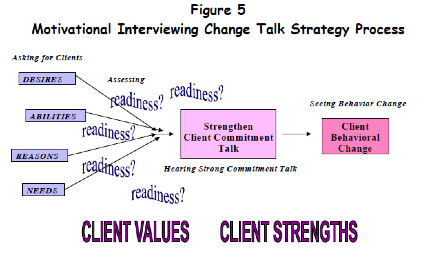 Figure 5
Motivational Interviewing Change Talk Strategy Process
Asking for Clients
DESIRES
Assessing
readiness?
readiness?
Seeing Behavior Change
ABILITIES
readiness?
Strengthen
Client Commitment
Talk
Client
Behavioral
Change
REASONS
readiness?
Hearing Strong Commitment Talk
NEEDS
readiness?
CLIENT VALUES
CLIENT STRENGTHS